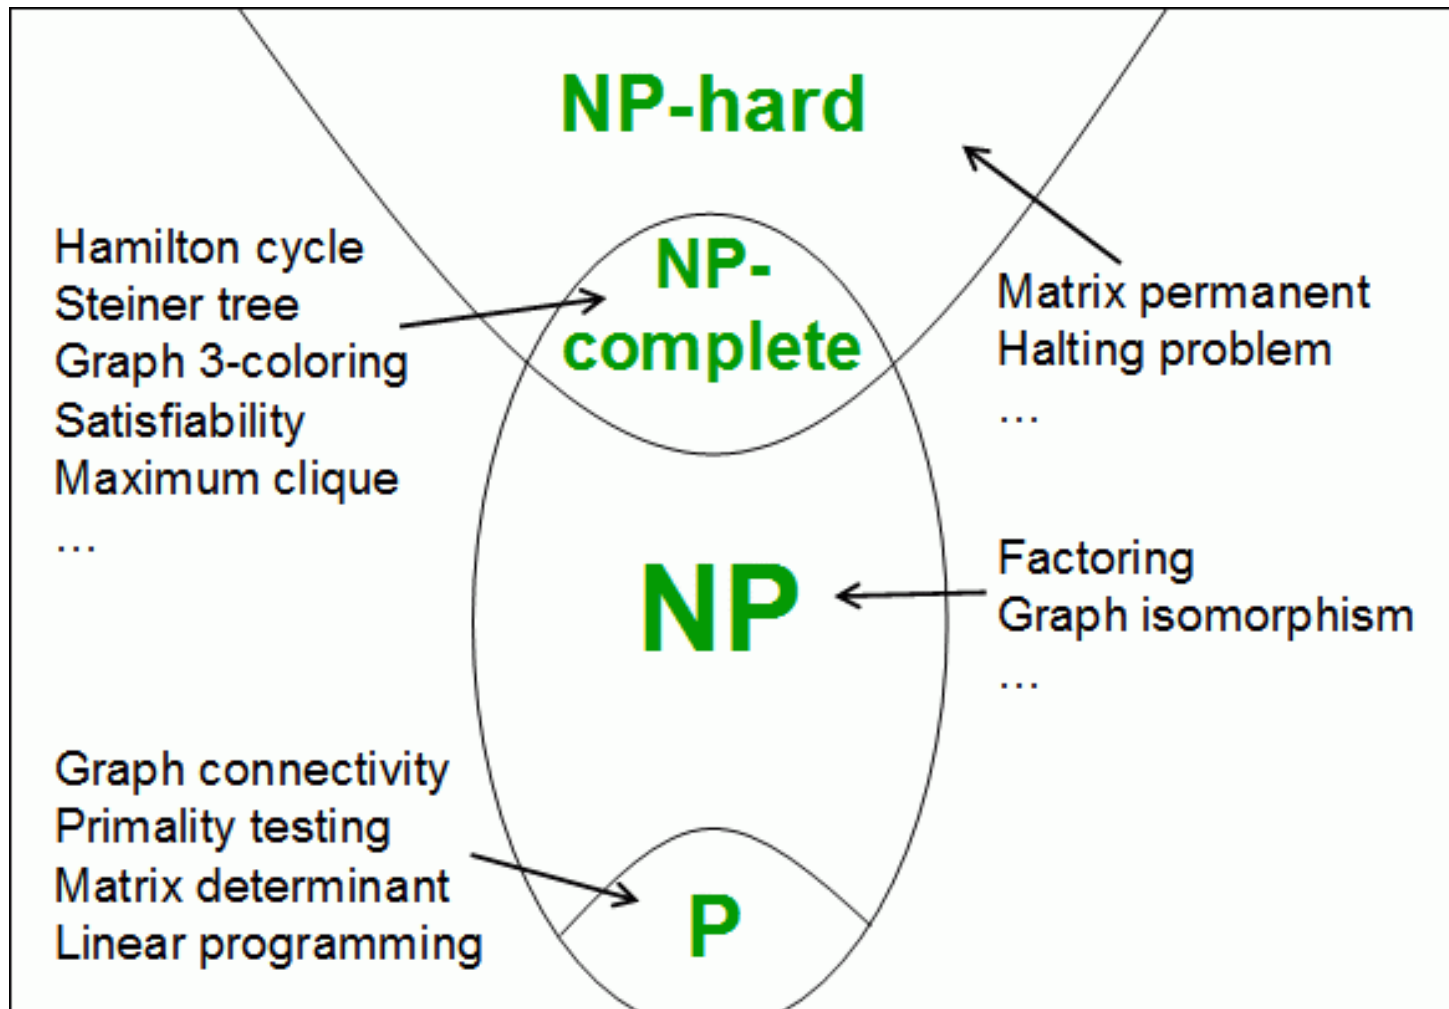 NP-hard
NP-
complete
Hamilton cycle
Steiner tree
Graph 3-coloring
Satisfiability
Maximum clique
…
Matrix permanent
Halting problem
…
NP
Factoring
Graph isomorphism
…
Graph connectivity
Primality testing
Matrix determinant
Linear programming
P